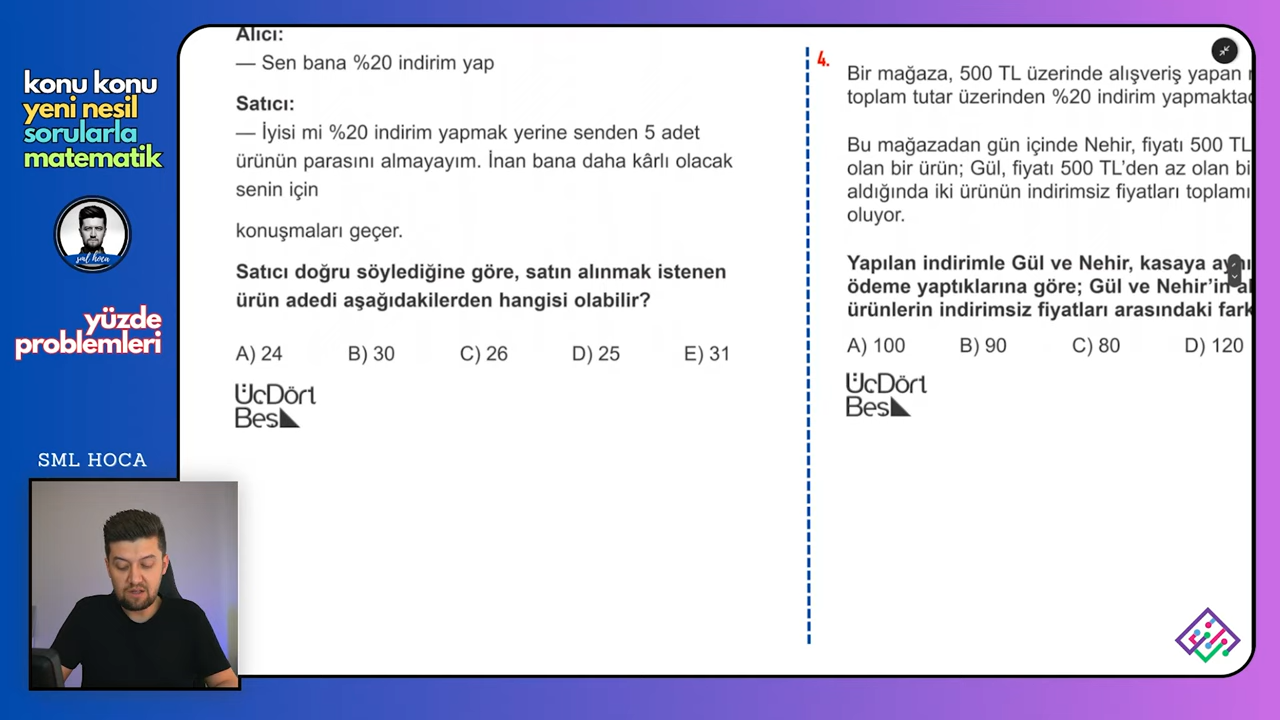 konu konu
yeni nesil
sorularla
matematik
sml hoca
yüzde
problemleri
SML HOCA
Alıcı:
— Sen bana %20 indirim yap
Satıcı:
— İyisi mi %20 indirim yapmak yerine senden 5 adet
ürünün parasını almayayım. İnan bana daha kârlı olacak
senin için
konuşmaları geçer.
Satıcı doğru söylediğine göre, satın alınmak istenen
ürün adedi aşağıdakilerden hangisi olabilir?
A) 24 B) 30 C) 26 D) 25 E) 31
ÜçDört
Beş
4.
Bir mağaza, 500 TL üzerinde alışveriş yapan
toplam tutar üzerinden %20 indirim
Bu mağazadan gün içinde Nehir, fiyatı 500 TL
olan bir ürün; Gül, fiyatı 500 TL'den az olan
aldığında iki ürünün indirimsiz fiyatları toplamı
oluyor.
Yapılan indirimle Gül ve Nehir, kasaya
ödeme yaptıklarına göre; Gül ve Nehir'in
ürünlerin indirimsiz fiyatları arasındaki fark
A) 100 B) 90 C) 80 D) 120
ÜçDört
Beş